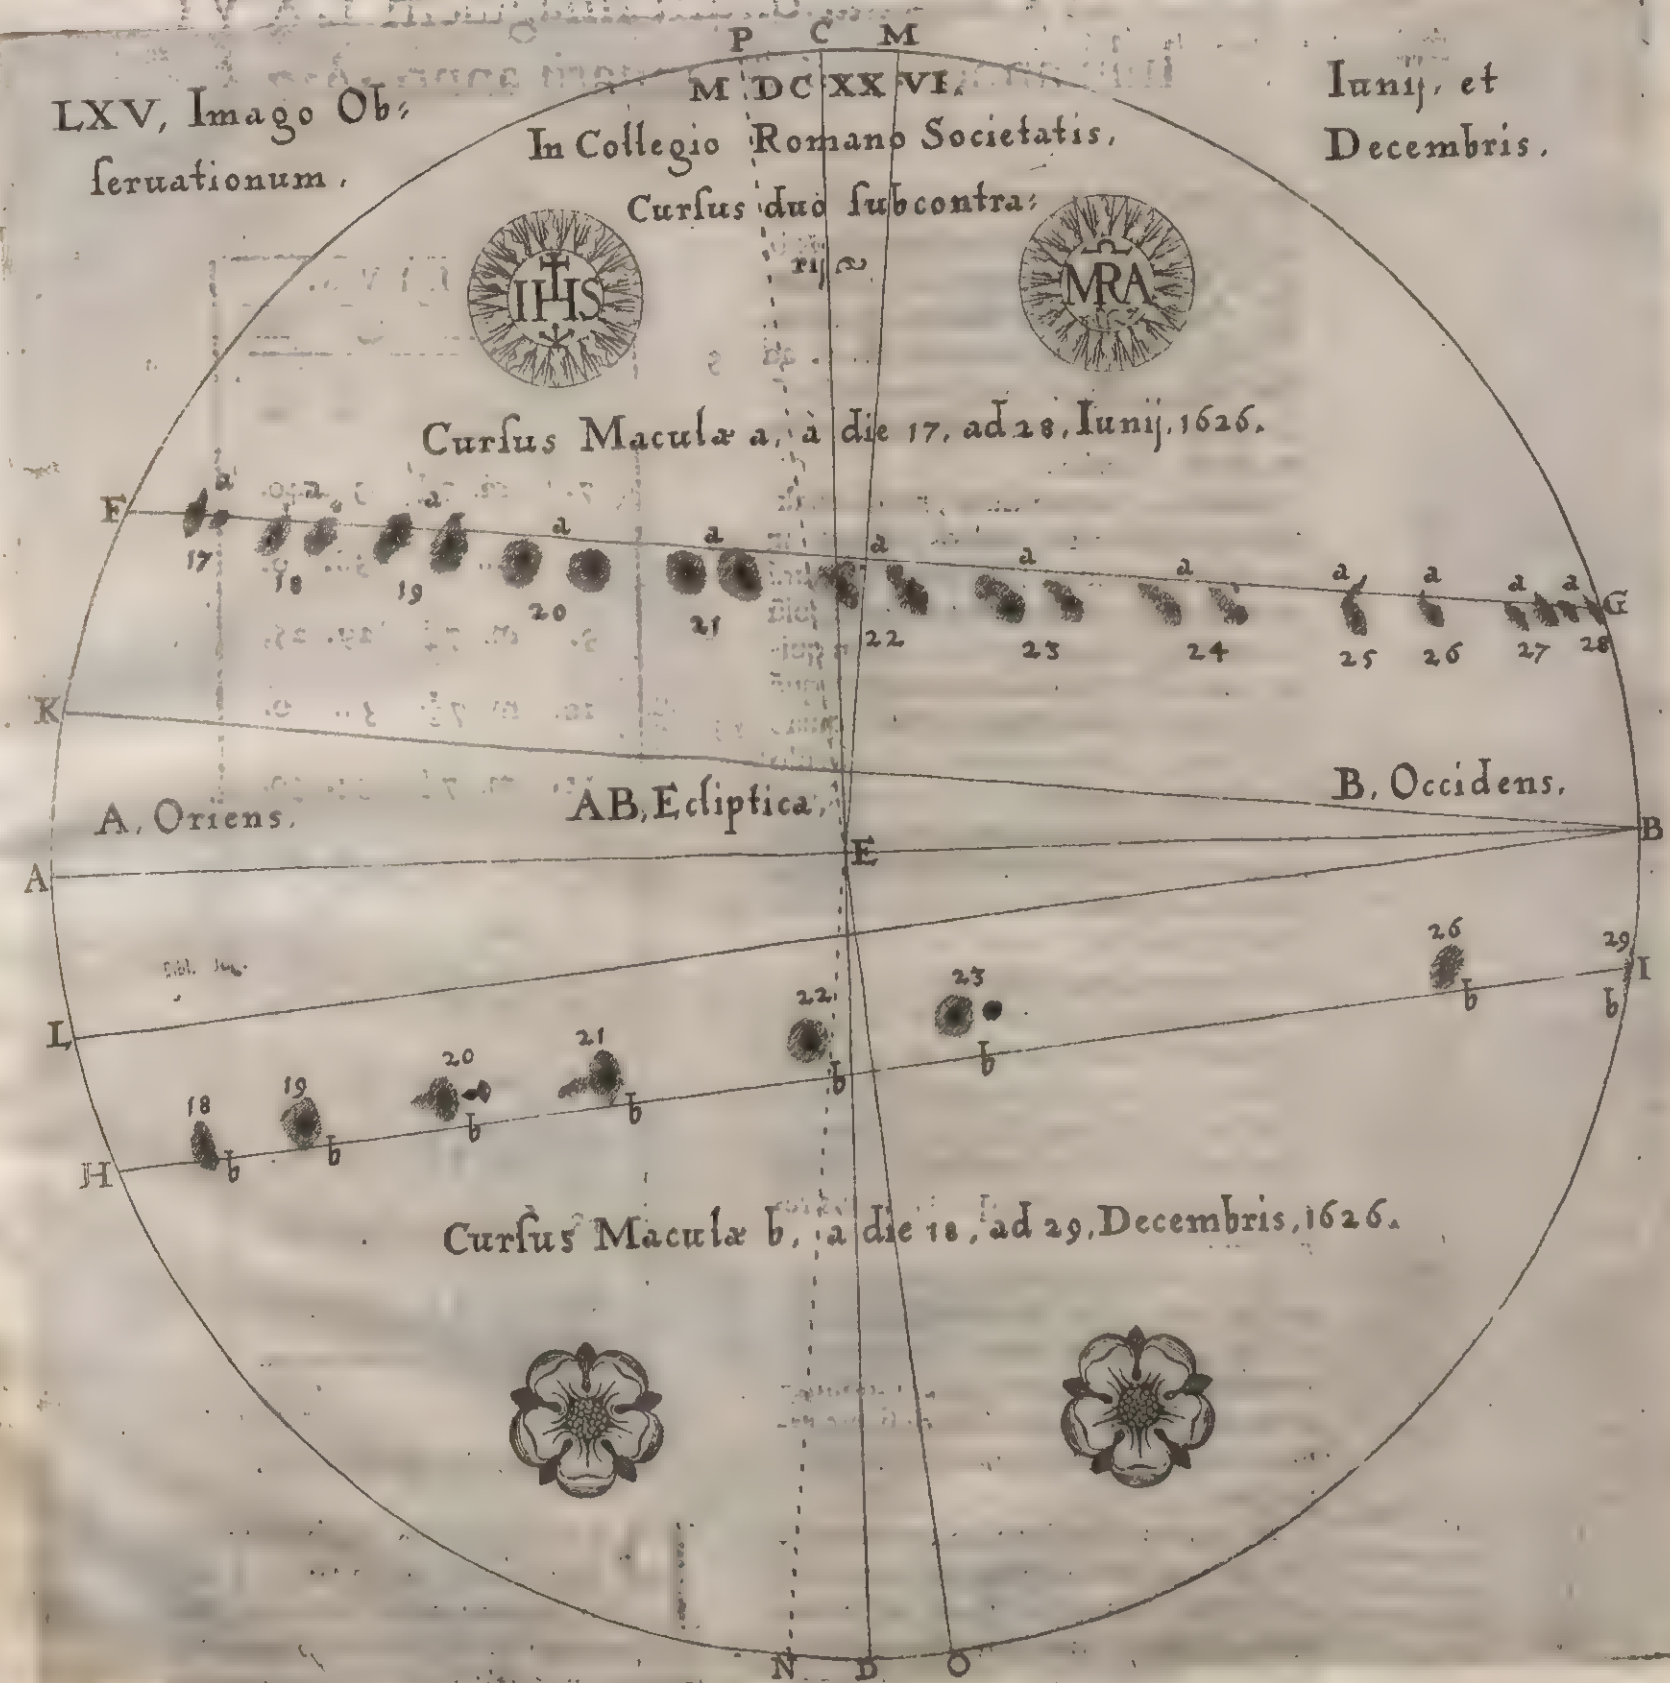 P C M
M DC XX VI.
LXV, Imago Ob⸗
ſeruationum.
Iunij, et
Decembris.
In Collegio Romano Societatis,
Curſus duo ſubcontra⸗
rij
IHS
MRA
Curſus Maculæ a, à die 17, ad 28, Iunij, 1626.
a a a a a a a a a a a a
F G
17 18 19 20 21 22 23 24 25 26 27 28
K
A, Oriens, AB, Ecliptica, B, Occidens,
B
A E
26 29
I
22 23
b b
L
20 21
b b
18 19
b b b b
H b b
Curſus Maculæ b, a die 18, ad 29, Decembris, 1626.
N D O